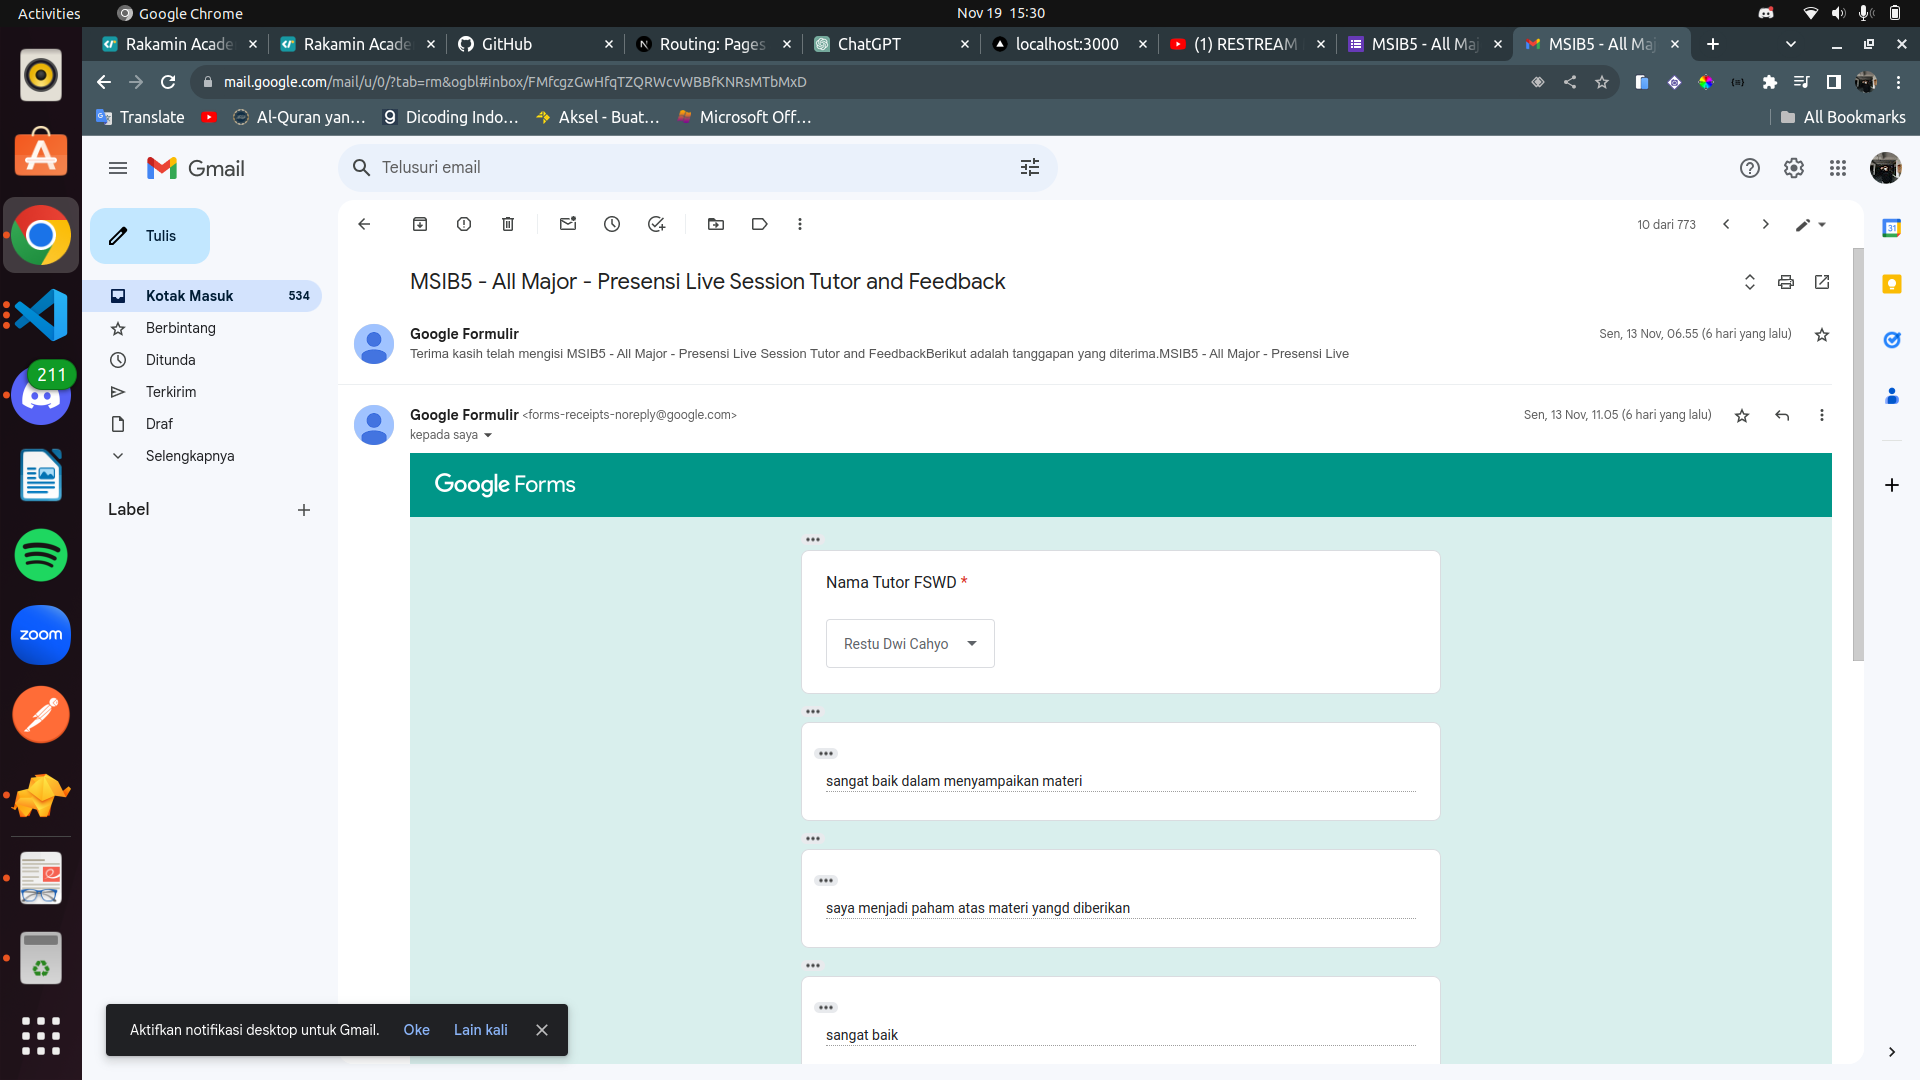 Activities
Google Chrome
Nov 19 15:30
Rakamin Acade
Rakamin Acade
GitHub
Routing: Pages
ChatGPT
localhost:3000
(1) RESTREAM
MSIB5 - All Maj
MSIB5 - All Maj
mail.google.com/mail/u/0/?tab=rm&ogbl#inbox/FMfcgzGwHfqTZQRWcvWBBfKNRsMTbMxD
Translate
Al-Quran yan...
Dicoding Indo...
Aksel - Buat...
Microsoft Off...
All Bookmarks
Gmail
Telusuri email
Tulis
10 dari 773
Kotak Masuk 534
Berbintang
Ditunda
Terkirim
Draf
Selengkapnya
Label
MSIB5 - All Major - Presensi Live Session Tutor and Feedback
Google Formulir
Sen, 13 Nov, 06.55 (6 hari yang lalu)
Terima kasih telah mengisi MSIB5 - All Major - Presensi Live Session Tutor and FeedbackBerikut adalah tanggapan yang diterima.MSIB5 - All Major - Presensi Live
Google Formulir <forms-receipts-noreply@google.com>
Sen, 13 Nov, 11.05 (6 hari yang lalu)
kepada saya
Google Forms
Nama Tutor FSWD *
Restu Dwi Cahyo
sangat baik dalam menyampaikan materi
saya menjadi paham atas materi yangd diberikan
sangat baik
Aktifkan notifikasi desktop untuk Gmail. Oke Lain kali
211
zoom
31